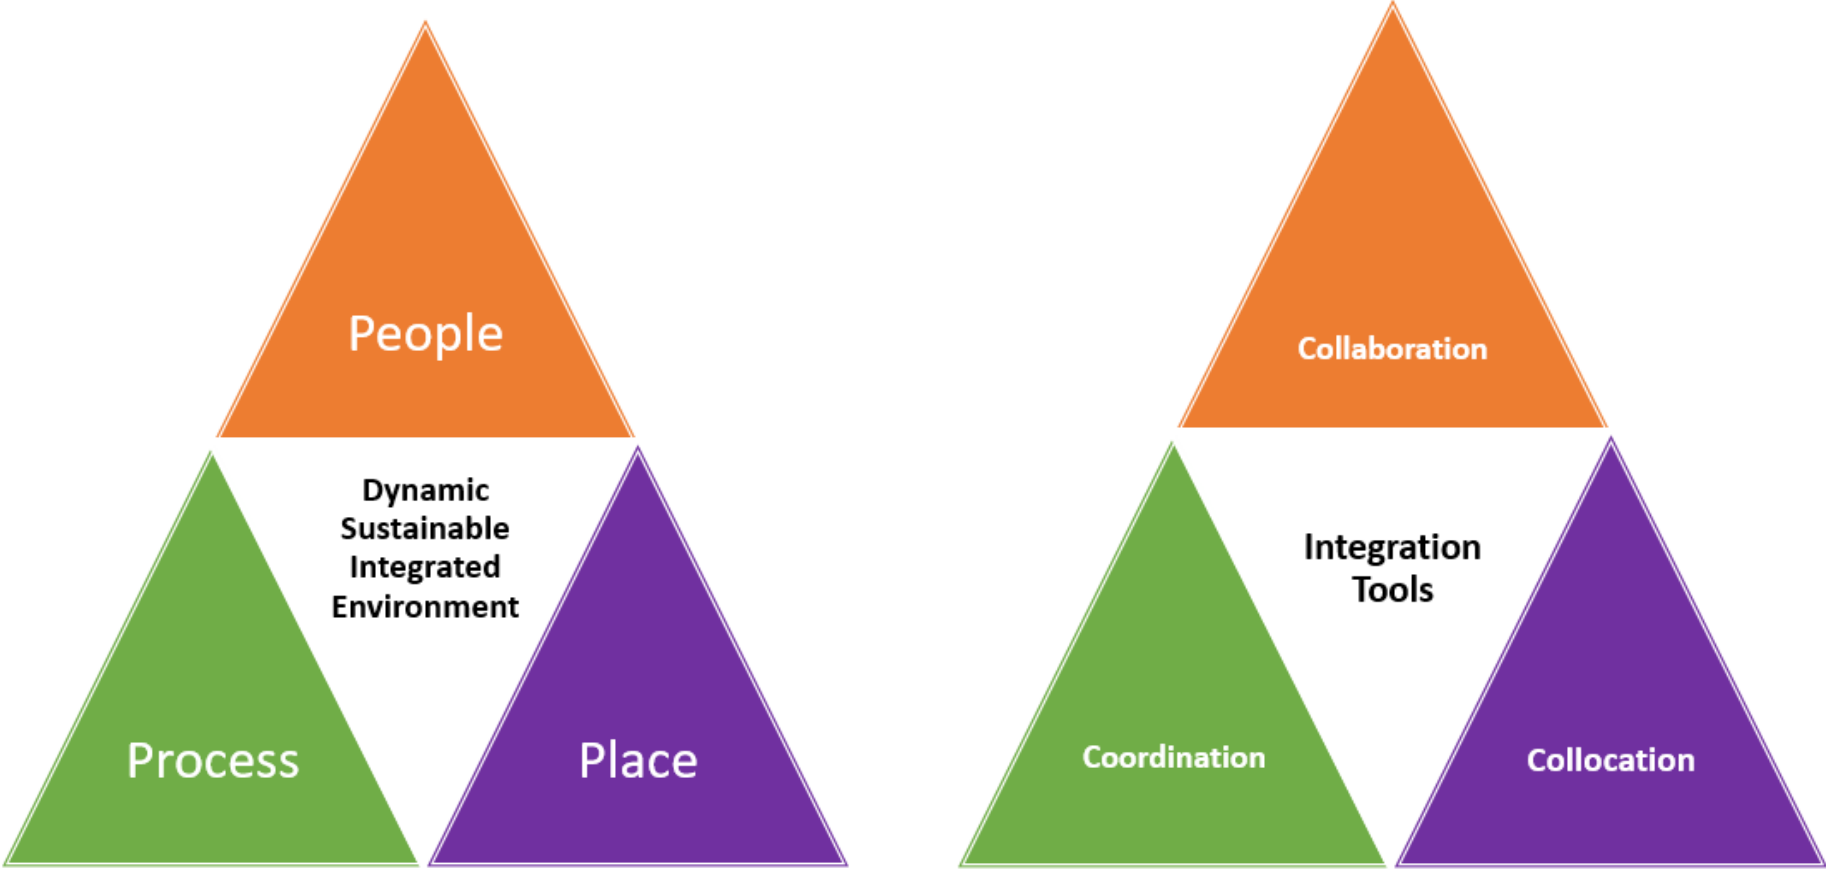 People
Dynamic
Sustainable
Integrated
Environment
Process
Place
Collaboration
Integration
Tools
Coordination
Collocation